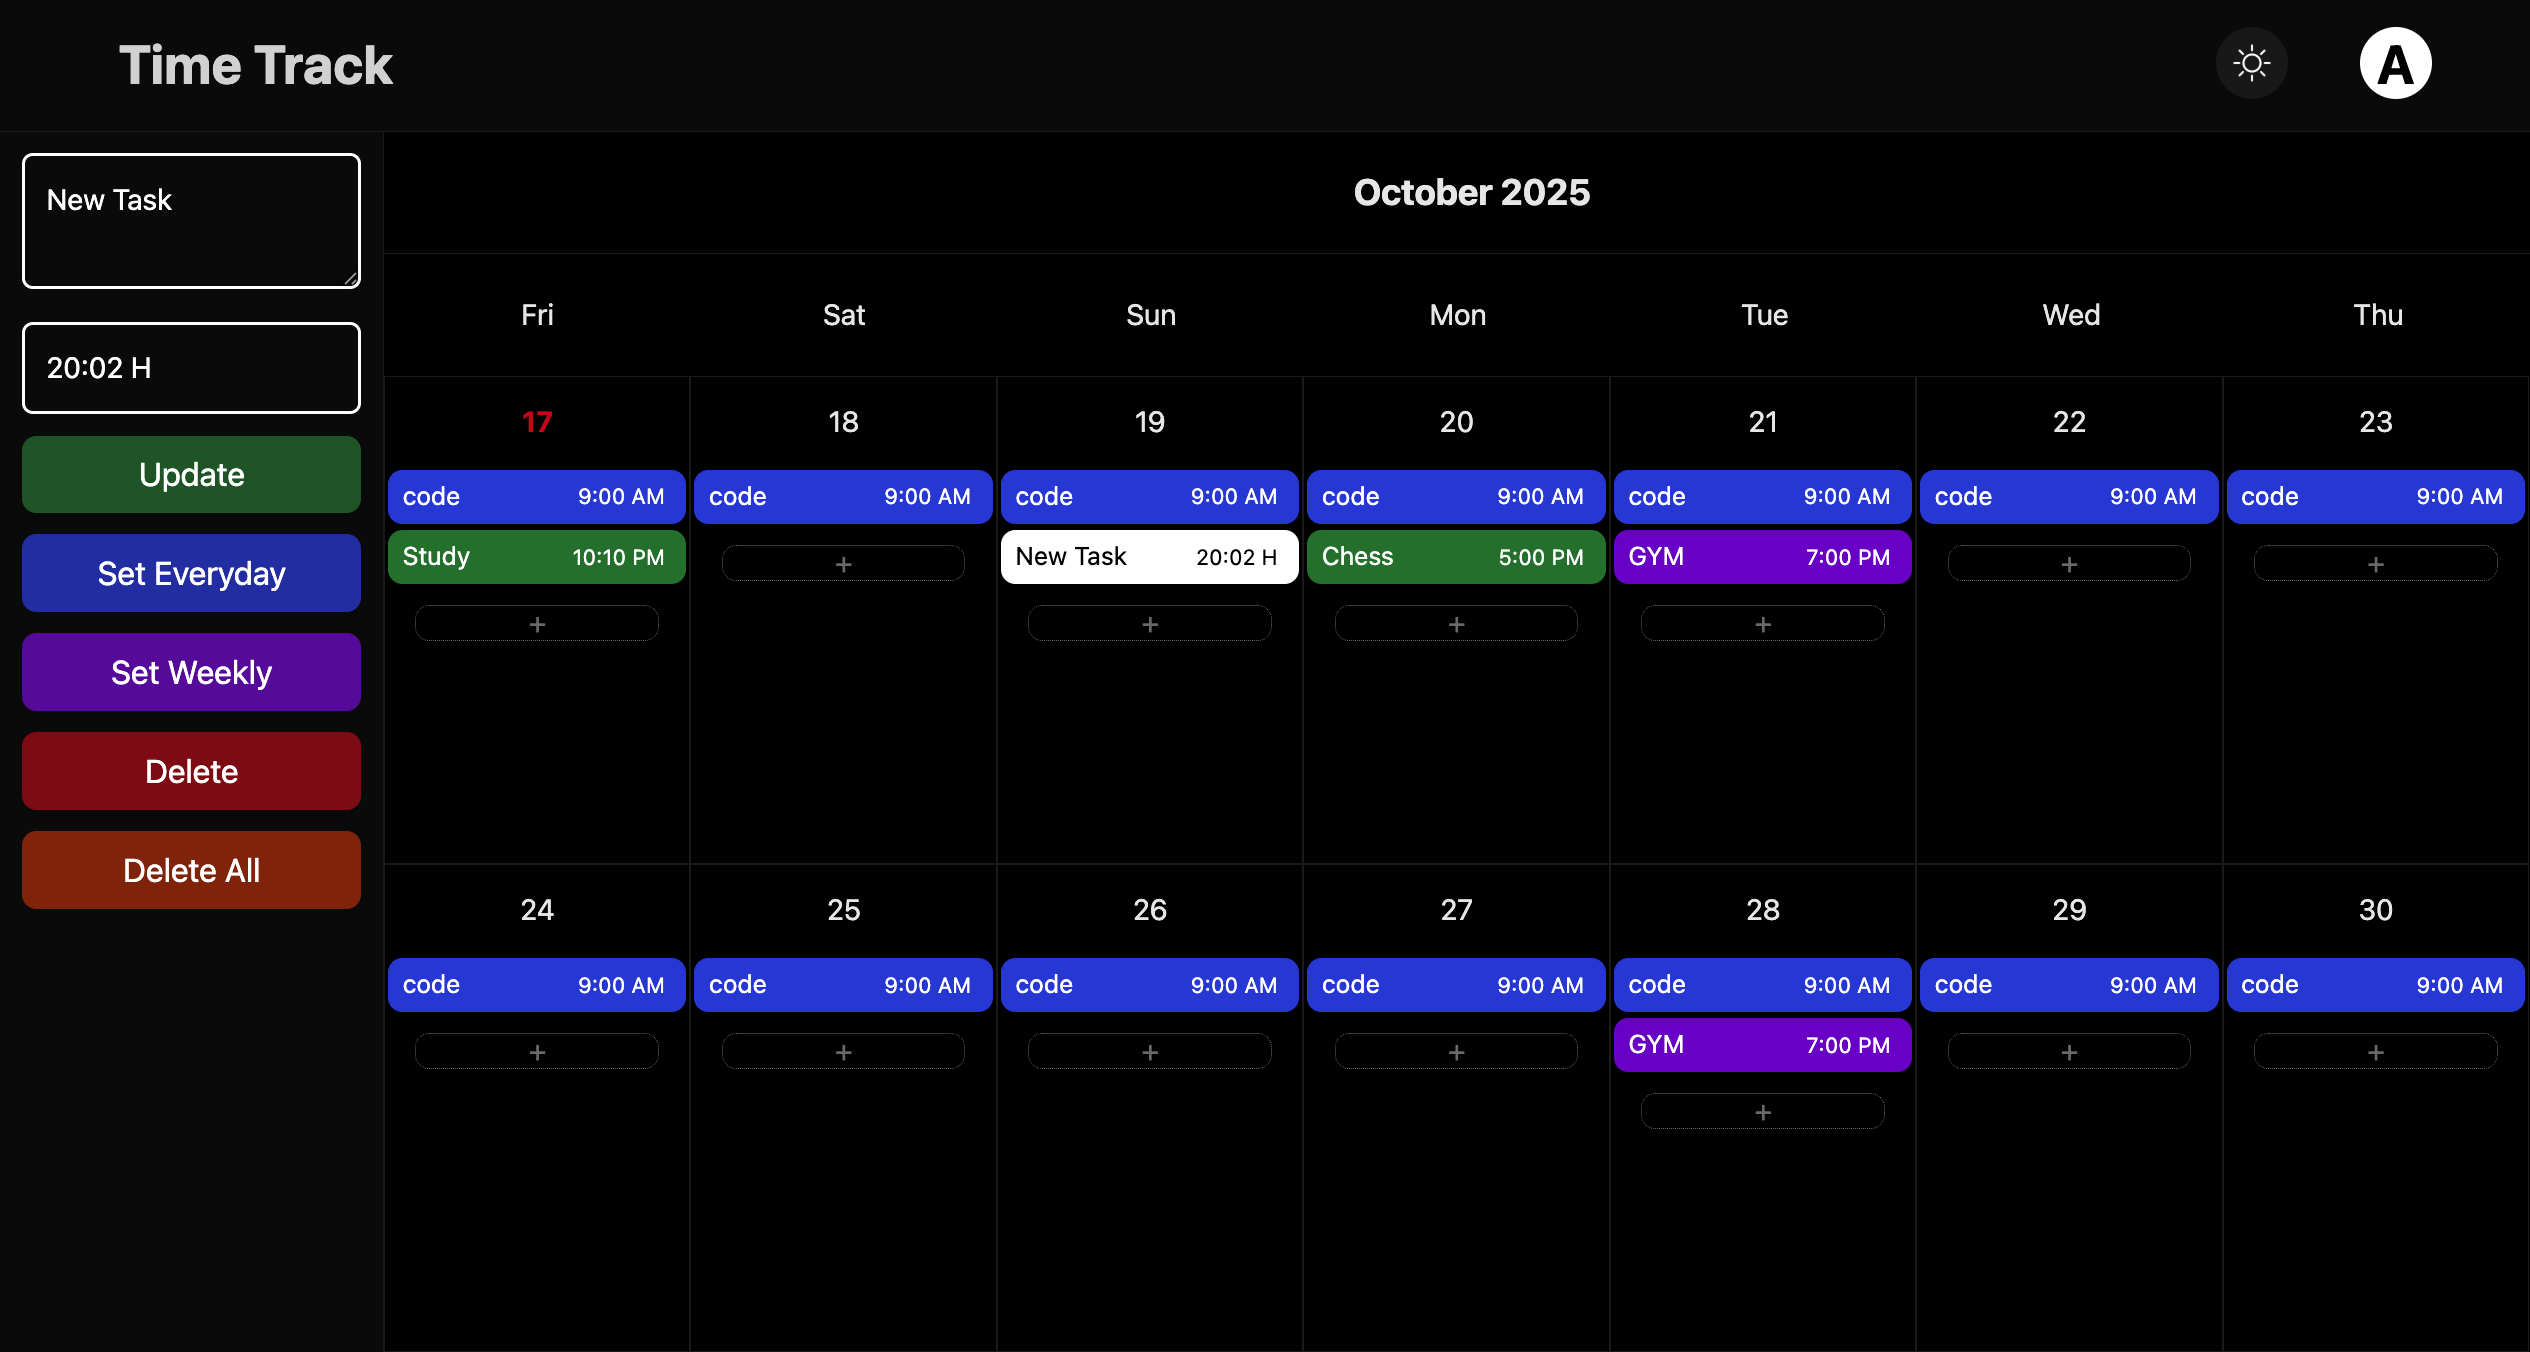 Time Track
A
New Task
20:02 H
Update
Set Everyday
Set Weekly
Delete
Delete All
October 2025
Fri Sat Sun Mon Tue Wed Thu
17 18 19 20 21 22 23
code 9:00 AM code 9:00 AM code 9:00 AM code 9:00 AM code 9:00 AM code 9:00 AM code 9:00 AM
Study 10:10 PM + New Task 20:02 H Chess 5:00 PM GYM 7:00 PM + +
+ + + +
24 25 26 27 28 29 30
code 9:00 AM code 9:00 AM code 9:00 AM code 9:00 AM code 9:00 AM code 9:00 AM code 9:00 AM
+ + + + GYM 7:00 PM + +
+